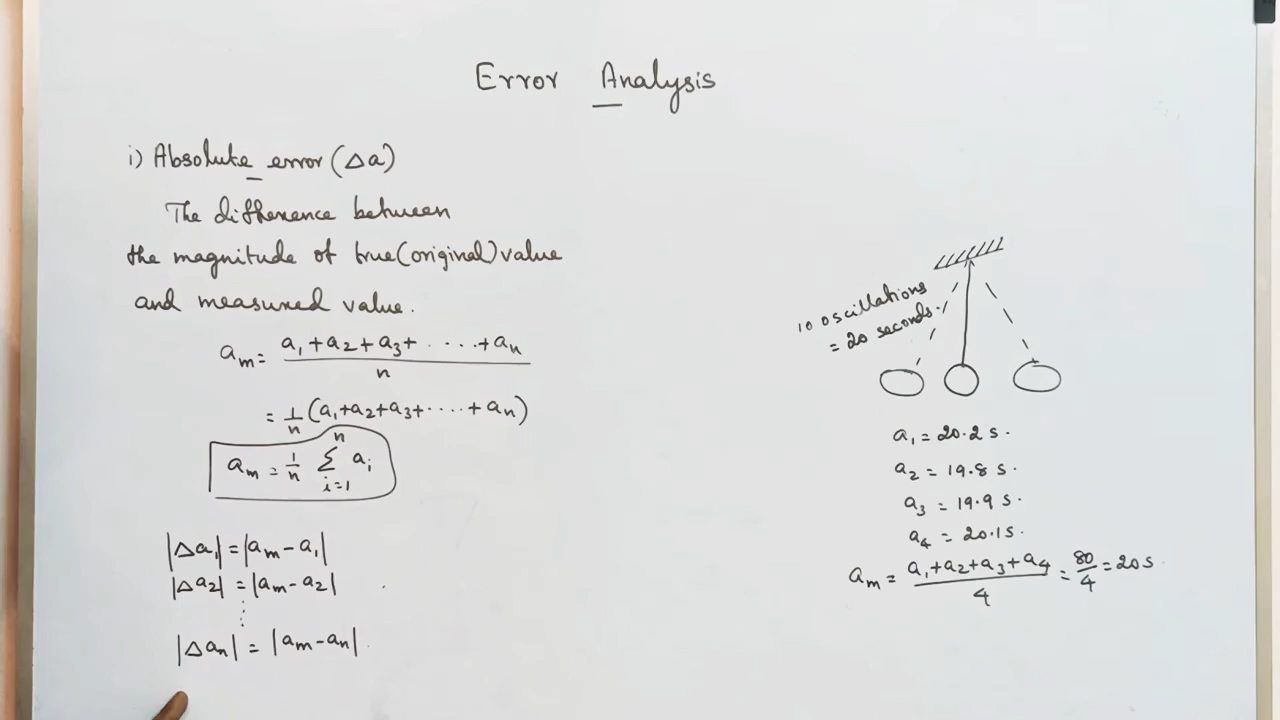 Error Analysis
i) Absolute error (Δa)
The difference between
the magnitude of true(original) value
and measured value.
a_m = (a₁+a₂+a₃+.....+aₙ)/n
= 1/n (a₁+a₂+a₃+.....+aₙ)
a_m = 1/n Σ_{i=1}^{n} a_i
|Δa₁| = |a_m - a₁|
|Δa₂| = |a_m - a₂|
⋮
|Δaₙ| = |a_m - aₙ|.
10 oscillations
= 20 seconds.
a₁ = 20.2 s.
a₂ = 19.8 s.
a₃ = 19.9 s.
a₄ = 20.1 s.
a_m = (a₁+a₂+a₃+a₄)/4 = 80/4 = 20 s.